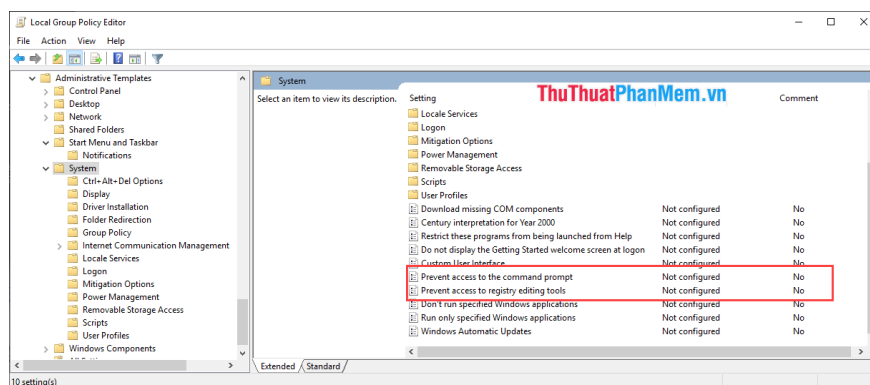 Local Group Policy Editor
File Action View Help
Administrative Templates
Control Panel
Desktop
Network
Shared Folders
Start Menu and Taskbar
Notifications
System
Ctrl+Alt+Del Options
Display
Driver Installation
Folder Redirection
Group Policy
Internet Communication Management
Locale Services
Logon
Mitigation Options
Power Management
Removable Storage Access
Scripts
User Profiles
Windows Components
System
Select an item to view its description.
ThuThuatPhanMem.vn
Setting Comment
Locale Services
Logon
Mitigation Options
Power Management
Removable Storage Access
Scripts
User Profiles
Download missing COM components Not configured No
Century interpretation for Year 2000 Not configured No
Restrict these programs from being launched from Help Not configured No
Do not display the Getting Started welcome screen at logon Not configured No
Custom User Interface Not configured No
Prevent access to the command prompt Not configured No
Prevent access to registry editing tools Not configured No
Don't run specified Windows applications Not configured No
Run only specified Windows applications Not configured No
Windows Automatic Updates Not configured No
Extended Standard
10 setting(s)